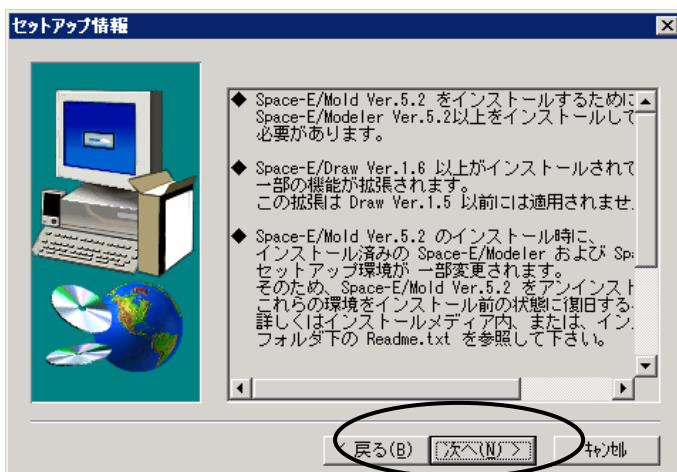 セットアップ情報
◆ Space-E/Mold Ver.5.2 をインストールするために
Space-E/Modeler Ver.5.2以上をインストールして
必要があります。
◆ Space-E/Draw Ver.1.6 以上がインストールされて
一部の機能が拡張されます。
この拡張は Draw Ver.1.5 以前には適用されませ
◆ Space-E/Mold Ver.5.2 のインストール時に、
インストール済みの Space-E/Modeler および Sp
セットアップ環境が 一部変更されます。
そのため、Space-E/Mold Ver.5.2 をアンインスト
これらの環境をインストール前の状態に復旧する
詳しくはインストールメディア内、または、イン
フォルダ下の Readme.txt を参照して下さい。
< 戻る(B) 次へ(N) > キャンセル